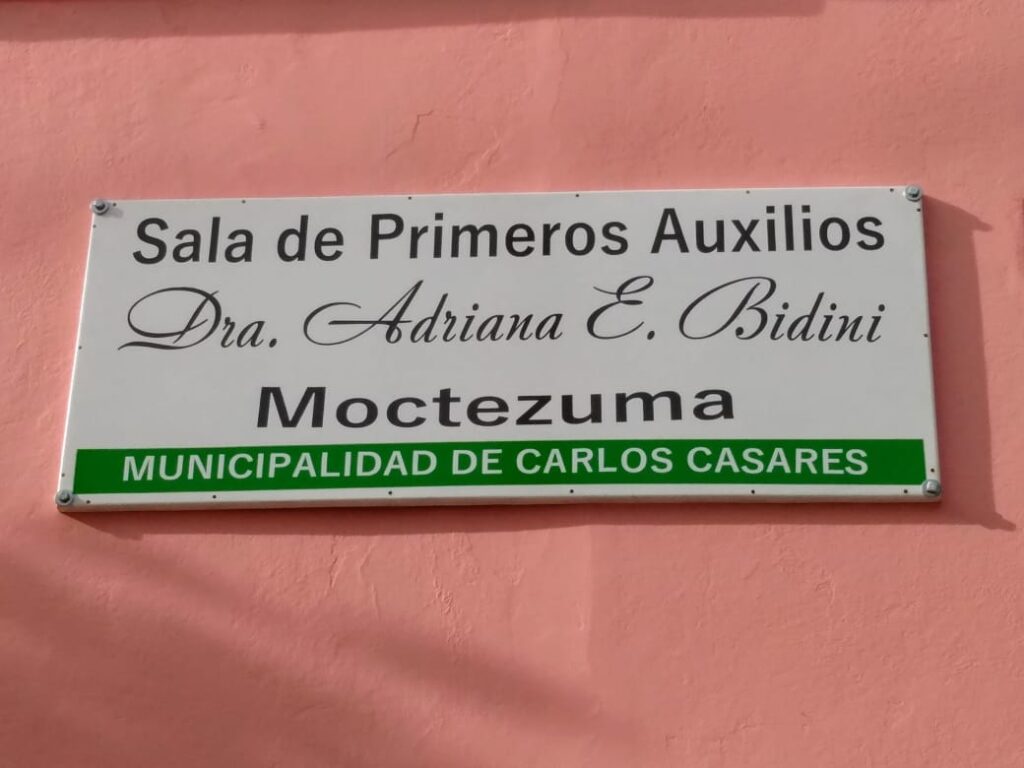 Sala de Primeros Auxilios
Dra. Adriana E. Bidini
Moctezuma
MUNICIPALIDAD DE CARLOS CASARES